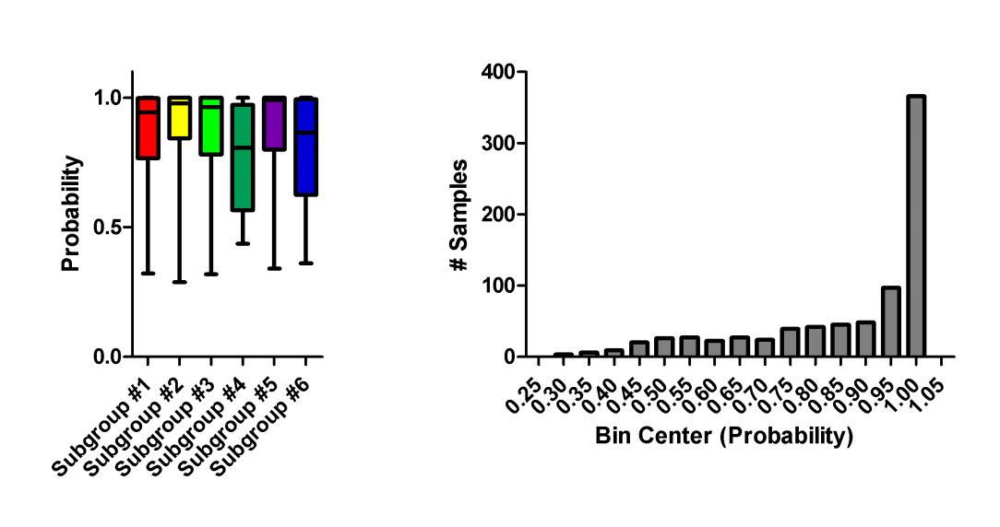 Probability
1.0
0.5
0.0
Subgroup #1
Subgroup #2
Subgroup #3
Subgroup #4
Subgroup #5
Subgroup #6
# Samples
400
300
200
100
0
0.25
0.30
0.35
0.40
0.45
0.50
0.55
0.60
0.65
0.70
0.75
0.80
0.85
0.90
0.95
1.00
1.05
Bin Center (Probability)